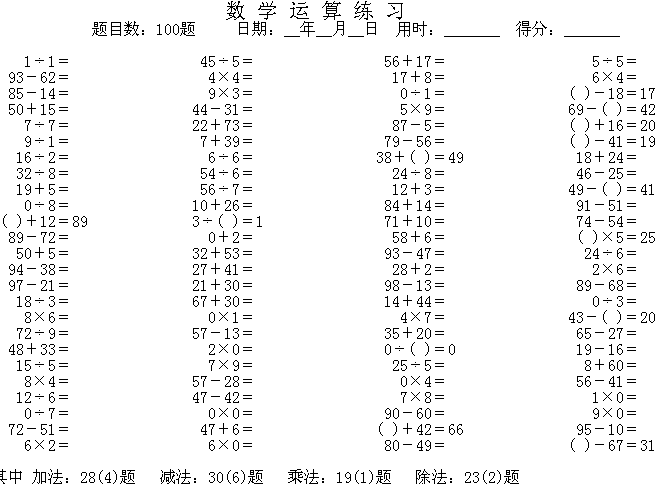 数 学 运 算 练 习
题目数: 100题 日期: __年__月__日 用时: _______ 得分: _______
1÷1= 45÷5= 56+17= 5÷5=
93-62= 4×4= 17+8= 6×4=
85-14= 9×3= 0÷1= ( )-18=17
50+15= 44-31= 5×9= 69-( )=42
7÷7= 22+73= 87-5= ( )+16=20
9÷1= 7+39= 79-56= ( )-41=19
16÷2= 6÷6= 38+( )=49 18+24=
32÷8= 54÷6= 24÷8= 46-25=
19+5= 56÷7= 12+3= 49-( )=41
0÷8= 10+26= 84+14= 91-51=
( )+12=89 3÷( )=1 71+10= 74-54=
89-72= 0+2= 58+6= ( )×5=25
50+5= 32+53= 93-47= 24÷6=
94-38= 27+41= 28+2= 2×6=
97-21= 21+30= 98-13= 89-68=
18÷3= 67+30= 14+44= 0÷3=
8×6= 0×1= 4×7= 43-( )=20
72÷9= 57-13= 35+20= 65-27=
48+33= 2×0= 0÷( )=0 19-16=
15÷5= 7×9= 25÷5= 8+60=
8×4= 57-28= 0×4= 56-41=
12÷6= 47-42= 7×8= 1×0=
0÷7= 0×0= 90-60= 9×0=
72-51= 47+6= ( )+42=66 95-10=
6×2= 6×0= 80-49= ( )-67=31
其中 加法: 28(4)题 减法: 30(6)题 乘法: 19(1)题 除法: 23(2)题